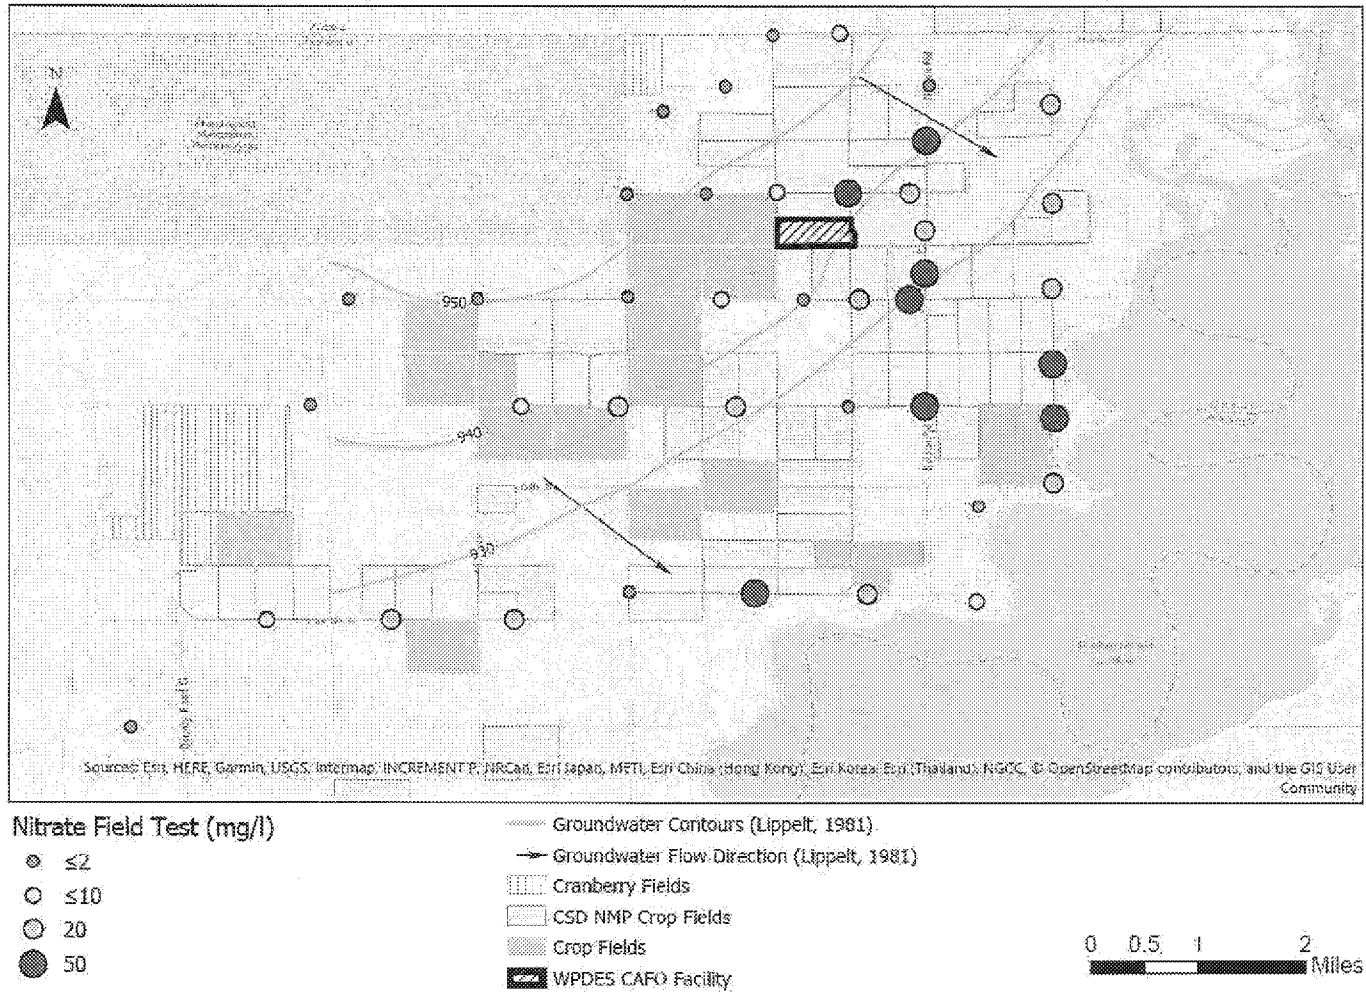 N
950
940
930
Sources: Esri, HERE, Garmin, USGS, Intermap, INCREMENT P, NRCan, Esri Japan, METI, Esri China (Hong Kong), Esri Korea, Esri (Thailand), NGCC, © OpenStreetMap contributors, and the GIS User
Community
Nitrate Field Test (mg/l)
≤2
≤10
20
50
Groundwater Contours (Lippelt, 1981)
Groundwater Flow Direction (Lippelt, 1981)
Cranberry Fields
CSD NMP Crop Fields
Crop Fields
WPDES CAFO Facility
0 0.5 1 2
Miles